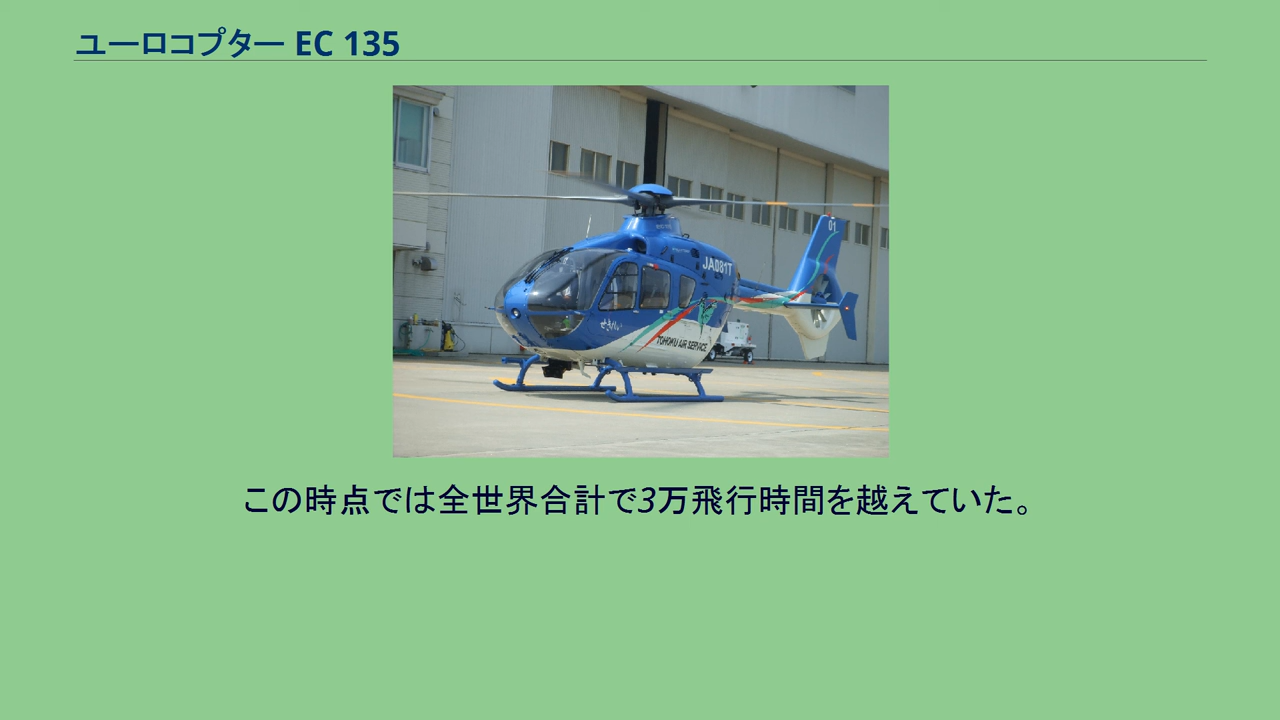 ユーロコプター EC 135
01
JA081T
TOHOKU AIR SERVICE
この時点では全世界合計で3万飛行時間を越えていた。